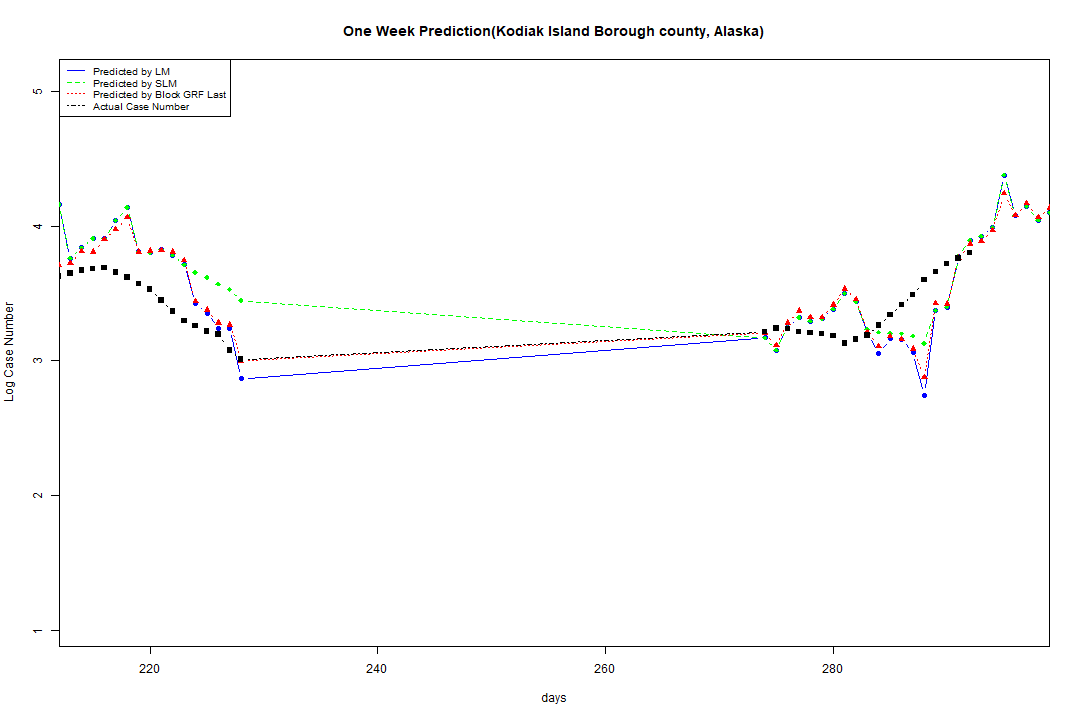 One Week Prediction(Kodiak Island Borough county, Alaska)
Predicted by LM
Predicted by SLM
Predicted by Block GRF Last
Actual Case Number
5
4
3
2
1
Log Case Number
220
240
260
280
days